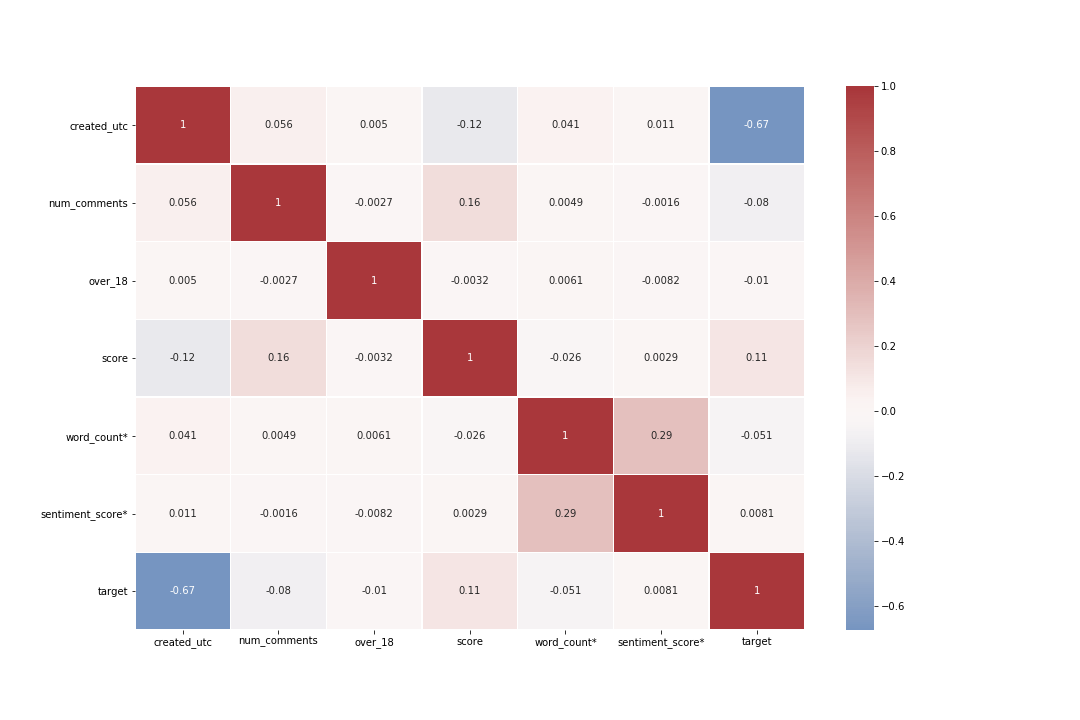 created_utc 1 0.056 0.005 -0.12 0.041 0.011 -0.67
num_comments 0.056 1 -0.0027 0.16 0.0049 -0.0016 -0.08
over_18 0.005 -0.0027 1 -0.0032 0.0061 -0.0082 -0.01
score -0.12 0.16 -0.0032 1 -0.026 0.0029 0.11
word_count* 0.041 0.0049 0.0061 -0.026 1 0.29 -0.051
sentiment_score* 0.011 -0.0016 -0.0082 0.0029 0.29 1 0.0081
target -0.67 -0.08 -0.01 0.11 -0.051 0.0081 1
created_utc num_comments over_18 score word_count* sentiment_score* target
1.0
0.8
0.6
0.4
0.2
0.0
−0.2
−0.4
−0.6